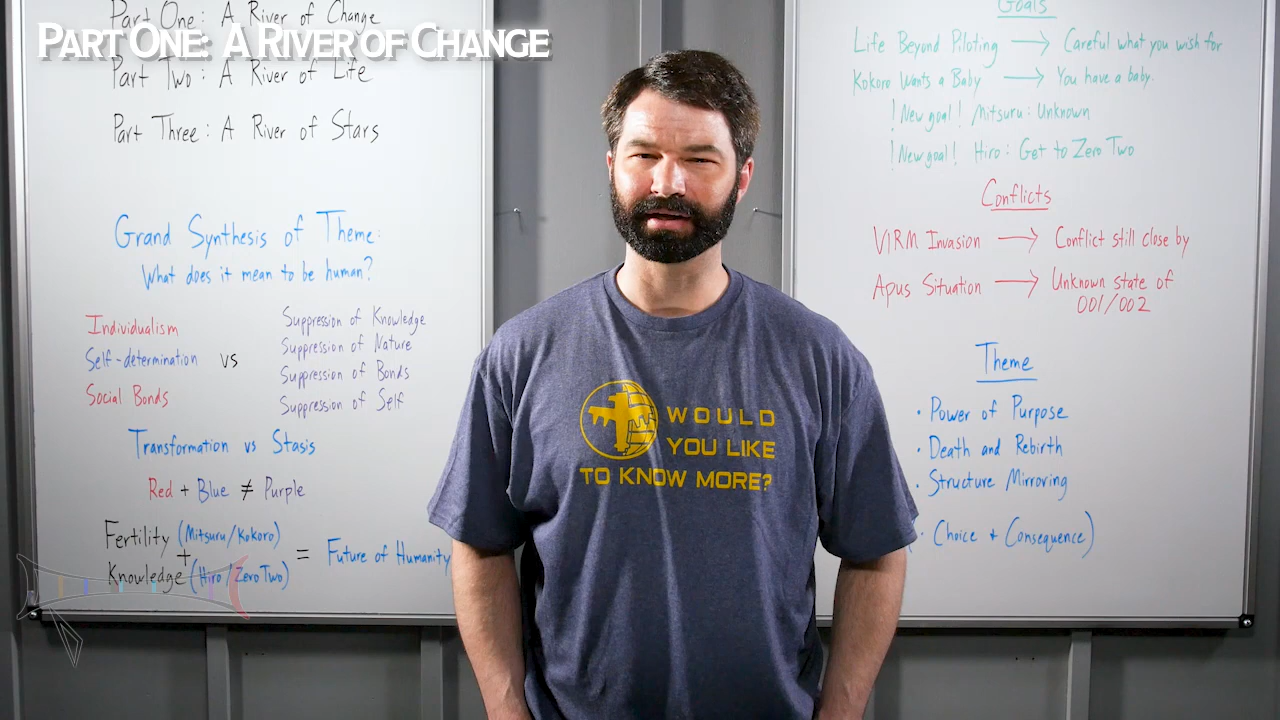 Part One: A River of Change
Part One: A River of Change
Part Two: A River of Life
Part Three: A River of Stars
Grand Synthesis of Theme:
What does it mean to be human?
Individualism
Self-determination
Social Bonds
vs
Suppression of Knowledge
Suppression of Nature
Suppression of Bonds
Suppression of Self
Transformation vs Stasis
Red + Blue ≠ Purple
Fertility (Mitsuru/Kokoro)
+
Knowledge (Hiro/Zero Two)
= Future of Humanity
WOULD
YOU LIKE
TO KNOW MORE?
Goals
Life Beyond Piloting → Careful what you wish for
Kokoro Wants a Baby → You have a baby.
! New goal! Mitsuru: Unknown
! New goal! Hiro: Get to Zero Two
Conflicts
VIRM Invasion → Conflict still close by
Apus Situation → Unknown state of
001/002
Theme
• Power of Purpose
• Death and Rebirth
• Structure Mirroring
(• Choice + Consequence)